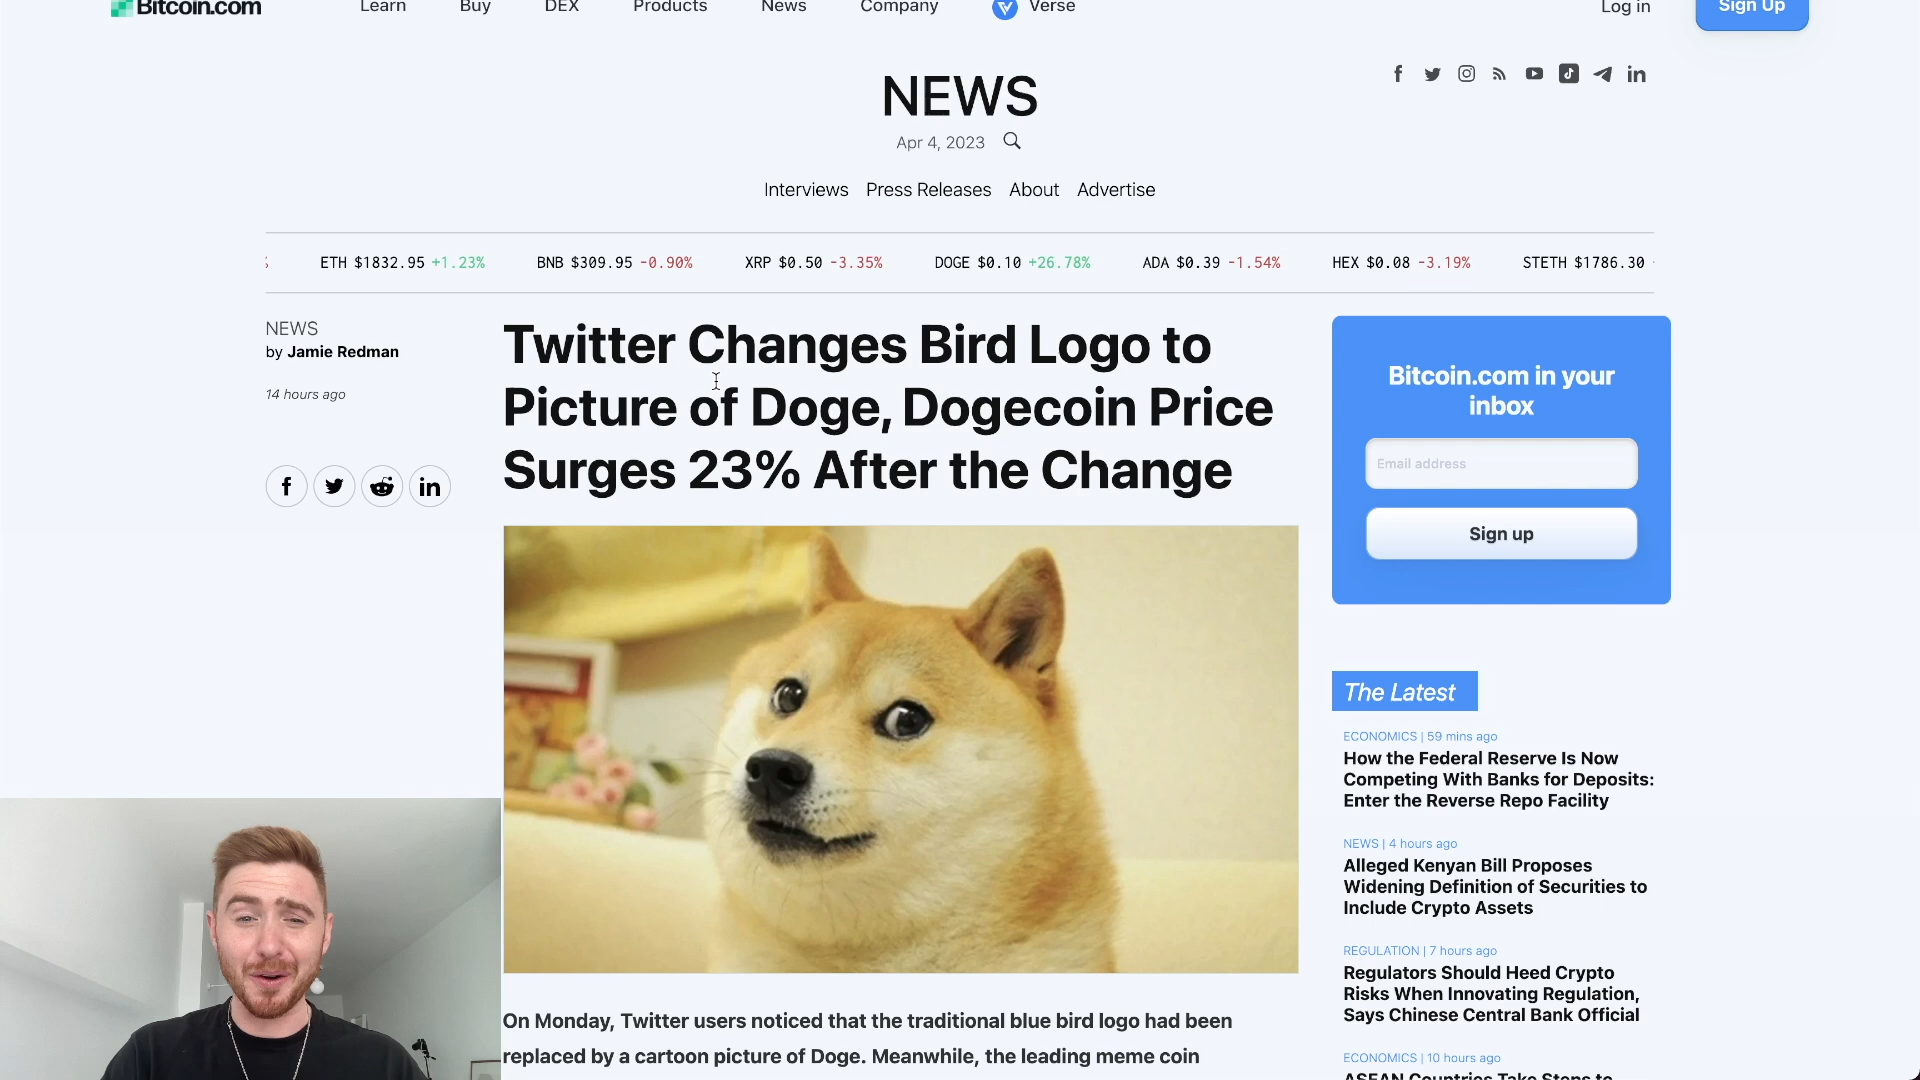 Bitcoin.com
Learn
Buy
DEX
Products
News
Company
Verse
Log in
Sign Up
NEWS
Apr 4, 2023
Interviews Press Releases About Advertise
% ETH $1832.95 +1.23% BNB $309.95 -0.90% XRP $0.50 -3.35% DOGE $0.10 +26.78% ADA $0.39 -1.54% HEX $0.08 -3.19% STETH $1786.30
NEWS
by Jamie Redman
14 hours ago
Twitter Changes Bird Logo to
Picture of Doge, Dogecoin Price
Surges 23% After the Change
On Monday, Twitter users noticed that the traditional blue bird logo had been
replaced by a cartoon picture of Doge. Meanwhile, the leading meme coin
Bitcoin.com in your
inbox
Email address
Sign up
The Latest
ECONOMICS | 59 mins ago
How the Federal Reserve Is Now
Competing With Banks for Deposits:
Enter the Reverse Repo Facility
NEWS | 4 hours ago
Alleged Kenyan Bill Proposes
Widening Definition of Securities to
Include Crypto Assets
REGULATION | 7 hours ago
Regulators Should Heed Crypto
Risks When Innovating Regulation,
Says Chinese Central Bank Official
ECONOMICS | 10 hours ago
ASEAN Countries Take Steps to